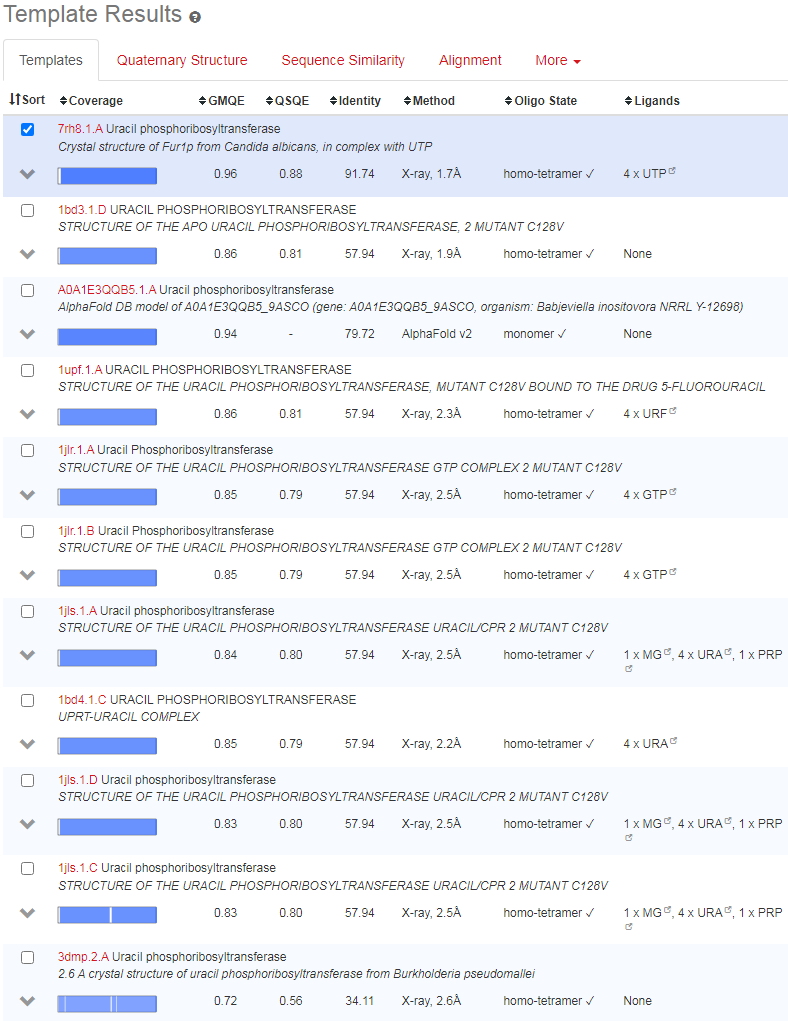 Template Results
Templates Quaternary Structure Sequence Similarity Alignment More
Sort Coverage GMQE QSQE Identity Method Oligo State Ligands
7rh8.1.A Uracil phosphoribosyltransferase
Crystal structure of Fur1p from Candida albicans, in complex with UTP
0.96 0.88 91.74 X-ray, 1.7Å homo-tetramer ✓ 4 x UTP
1bd3.1.D URACIL PHOSPHORIBOSYLTRANSFERASE
STRUCTURE OF THE APO URACIL PHOSPHORIBOSYLTRANSFERASE, 2 MUTANT C128V
0.86 0.81 57.94 X-ray, 1.9Å homo-tetramer ✓ None
A0A1E3QQB5.1.A Uracil phosphoribosyltransferase
AlphaFold DB model of A0A1E3QQB5_9ASCO (gene: A0A1E3QQB5_9ASCO, organism: Babjeviella inositovora NRRL Y-12698)
0.94 - 79.72 AlphaFold v2 monomer ✓ None
1upf.1.A URACIL PHOSPHORIBOSYLTRANSFERASE
STRUCTURE OF THE URACIL PHOSPHORIBOSYLTRANSFERASE, MUTANT C128V BOUND TO THE DRUG 5-FLUOROURACIL
0.86 0.81 57.94 X-ray, 2.3Å homo-tetramer ✓ 4 x URF
1jlr.1.A Uracil Phosphoribosyltransferase
STRUCTURE OF THE URACIL PHOSPHORIBOSYLTRANSFERASE GTP COMPLEX 2 MUTANT C128V
0.85 0.79 57.94 X-ray, 2.5Å homo-tetramer ✓ 4 x GTP
1jlr.1.B Uracil Phosphoribosyltransferase
STRUCTURE OF THE URACIL PHOSPHORIBOSYLTRANSFERASE GTP COMPLEX 2 MUTANT C128V
0.85 0.79 57.94 X-ray, 2.5Å homo-tetramer ✓ 4 x GTP
1jls.1.A Uracil phosphoribosyltransferase
STRUCTURE OF THE URACIL PHOSPHORIBOSYLTRANSFERASE URACIL/CPR 2 MUTANT C128V
0.84 0.80 57.94 X-ray, 2.5Å homo-tetramer ✓ 1 x MG, 4 x URA, 1 x PRP
1bd4.1.C URACIL PHOSPHORIBOSYLTRANSFERASE
UPRT-URACIL COMPLEX
0.85 0.79 57.94 X-ray, 2.2Å homo-tetramer ✓ 4 x URA
1jls.1.D Uracil phosphoribosyltransferase
STRUCTURE OF THE URACIL PHOSPHORIBOSYLTRANSFERASE URACIL/CPR 2 MUTANT C128V
0.83 0.80 57.94 X-ray, 2.5Å homo-tetramer ✓ 1 x MG, 4 x URA, 1 x PRP
1jls.1.C Uracil phosphoribosyltransferase
STRUCTURE OF THE URACIL PHOSPHORIBOSYLTRANSFERASE URACIL/CPR 2 MUTANT C128V
0.83 0.80 57.94 X-ray, 2.5Å homo-tetramer ✓ 1 x MG, 4 x URA, 1 x PRP
3dmp.2.A Uracil phosphoribosyltransferase
2.6 A crystal structure of uracil phosphoribosyltransferase from Burkholderia pseudomallei
0.72 0.56 34.11 X-ray, 2.6Å homo-tetramer ✓ None